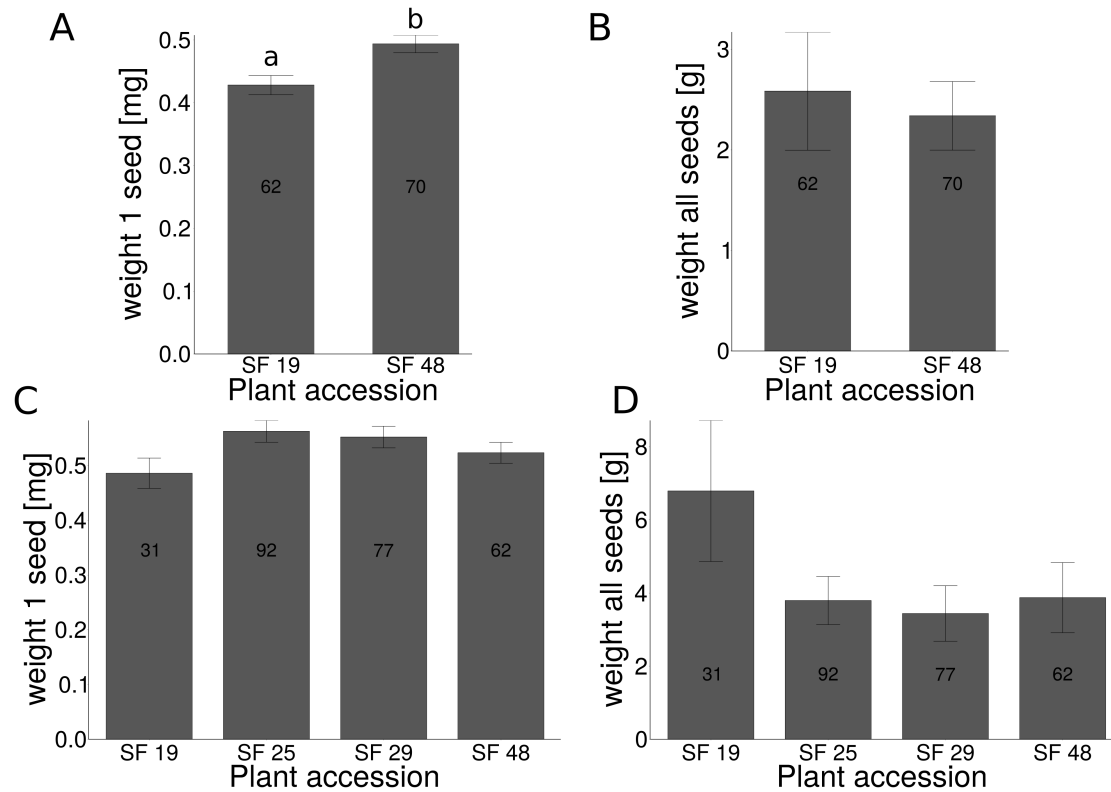 A
weight 1 seed [mg]
0.5
0.4
0.3
0.2
0.1
0.0
a
b
62
70
SF 19
SF 48
Plant accession
B
weight all seeds [g]
3
2
1
0
62
70
SF 19
SF 48
Plant accession
C
weight 1 seed [mg]
0.5
0.4
0.3
0.2
0.1
0.0
31
92
77
62
SF 19
SF 25
SF 29
SF 48
Plant accession
D
weight all seeds [g]
8
6
4
2
0
31
92
77
62
SF 19
SF 25
SF 29
SF 48
Plant accession